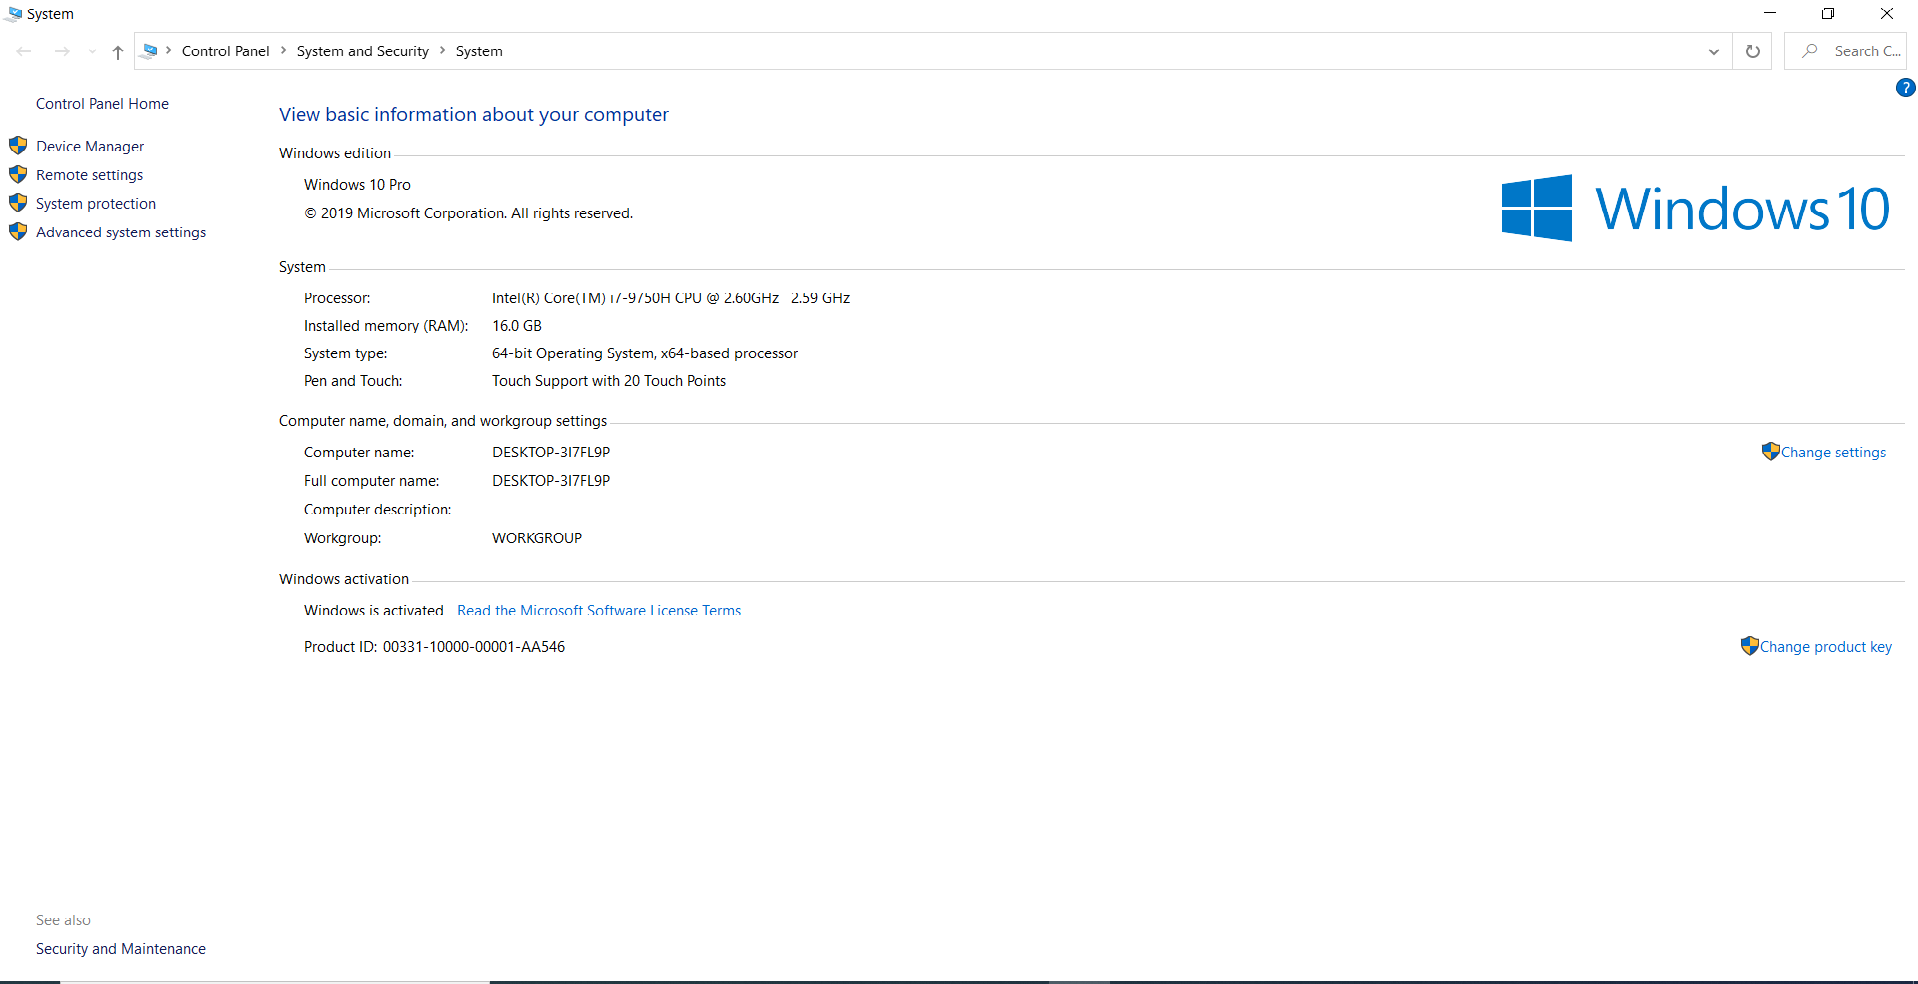 System
Control Panel > System and Security > System
Search C...
?
Control Panel Home
Device Manager
Remote settings
System protection
Advanced system settings
View basic information about your computer
Windows edition
Windows 10 Pro
© 2019 Microsoft Corporation. All rights reserved.
Windows 10
System
Processor: Intel(R) Core(TM) i7-9750H CPU @ 2.60GHz 2.59 GHz
Installed memory (RAM): 16.0 GB
System type: 64-bit Operating System, x64-based processor
Pen and Touch: Touch Support with 20 Touch Points
Computer name, domain, and workgroup settings
Computer name: DESKTOP-3I7FL9P
Change settings
Full computer name: DESKTOP-3I7FL9P
Computer description:
Workgroup: WORKGROUP
Windows activation
Windows is activated Read the Microsoft Software License Terms
Product ID: 00331-10000-00001-AA546
Change product key
See also
Security and Maintenance